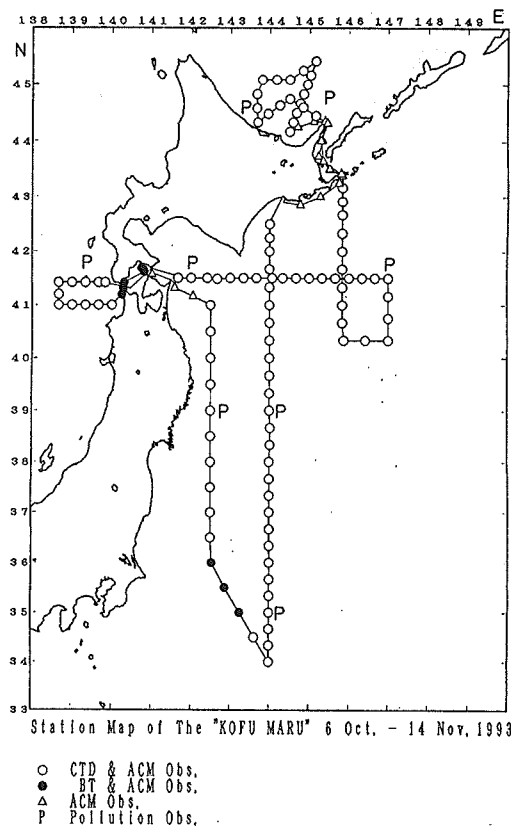 138 139 140 141 142 143 144 145 146 147 148 149 E
N
45
P
P
44
43
42
P
P
P
41
40
39
P
P
38
37
36
35
P
34
33
Station Map of The "KOFU MARU" 6 Oct. - 14 Nov, 1993
CTD & ACM Obs.
BT & ACM Obs.
ACM Obs.
P Pollution Obs.